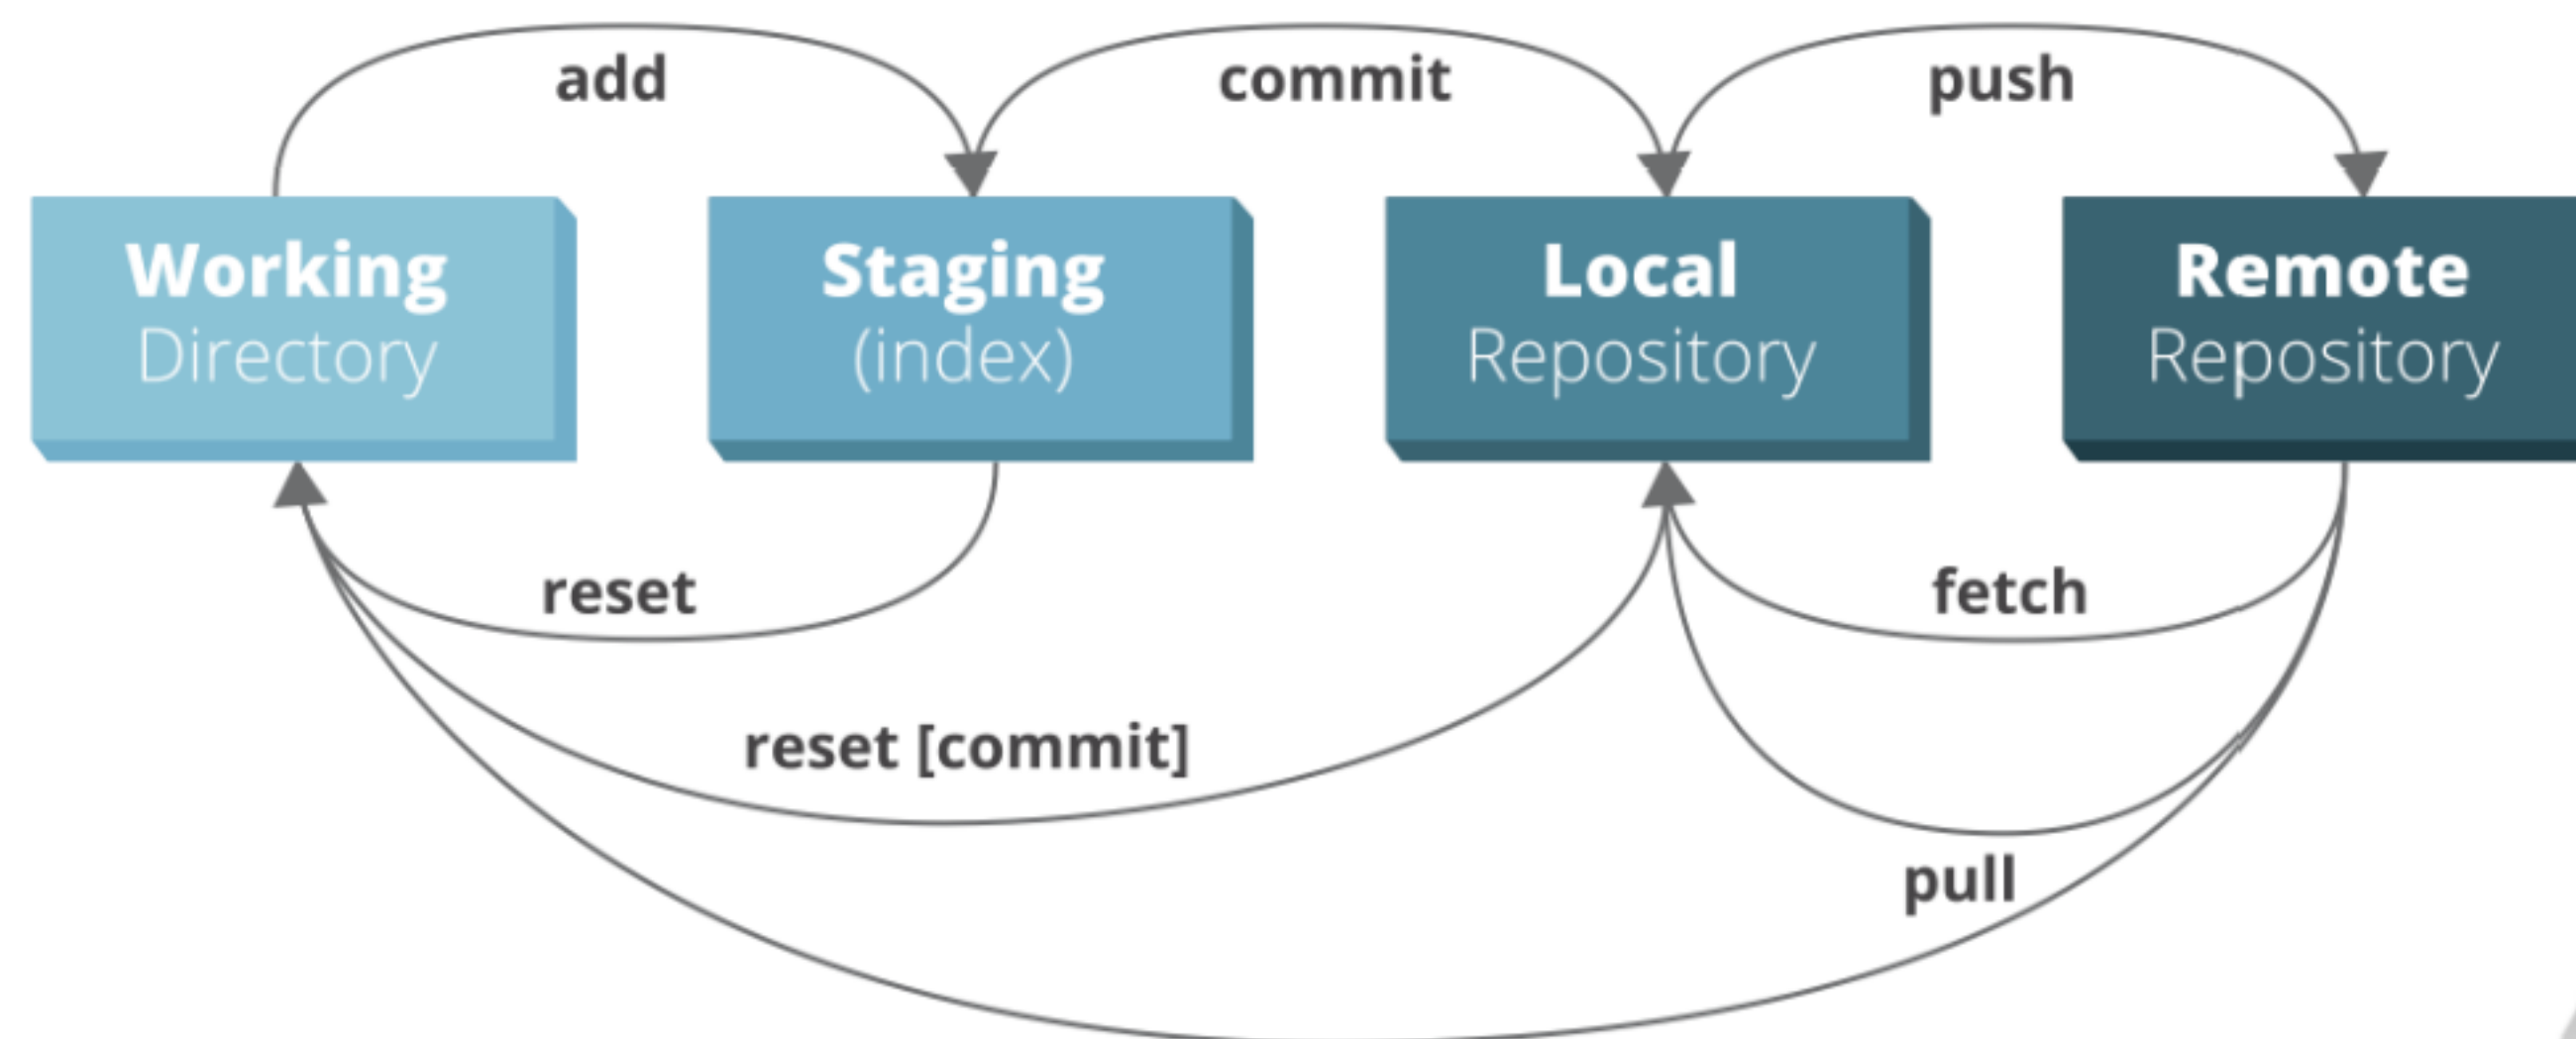 add
commit
push
Working
Directory
Staging
(index)
Local
Repository
Remote
Repository
reset
fetch
reset [commit]
pull